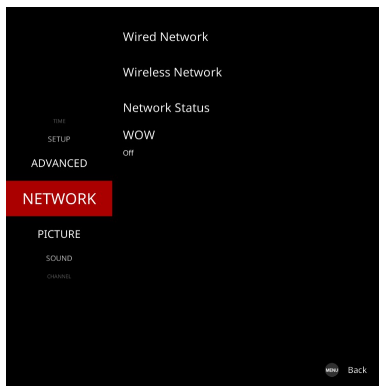 Wired Network
Wireless Network
Network Status
WOW
Off
TIME
SETUP
ADVANCED
NETWORK
PICTURE
SOUND
CHANNEL
MENU Back